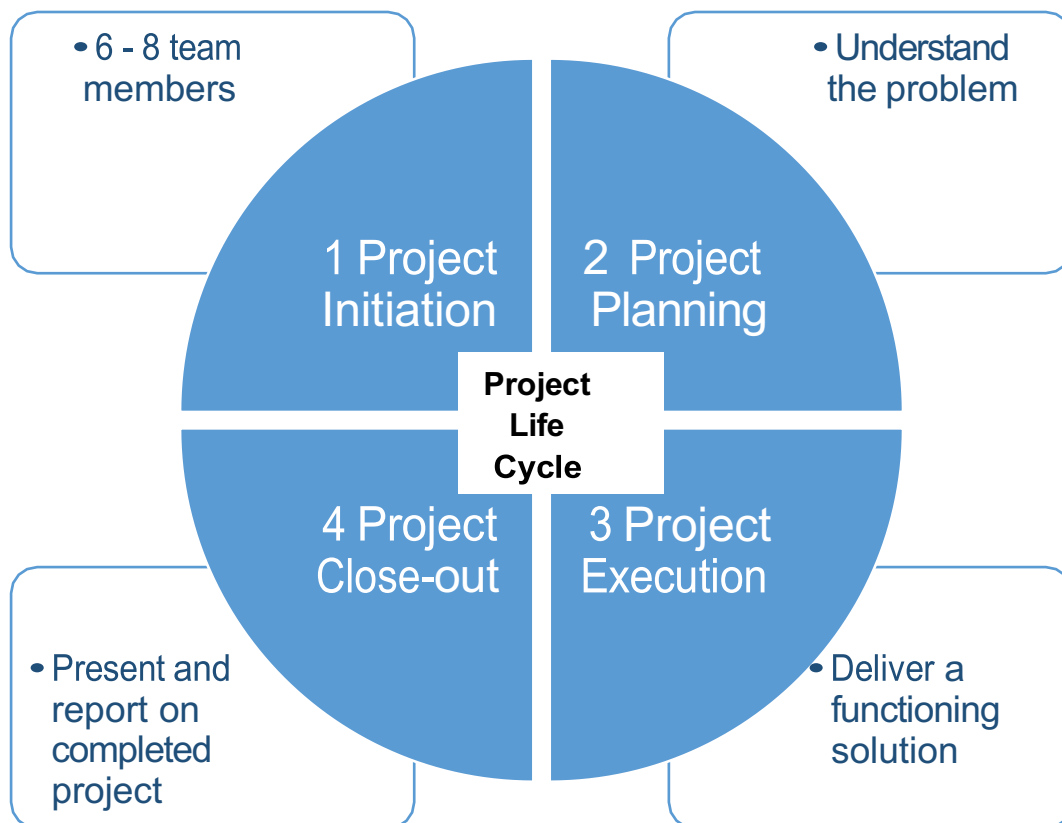 • 6 - 8 team
members
• Understand
the problem
1 Project
Initiation
2 Project
Planning
Project
Life
Cycle
4 Project
Close-out
3 Project
Execution
• Present and
report on
completed
project
• Deliver a
functioning
solution